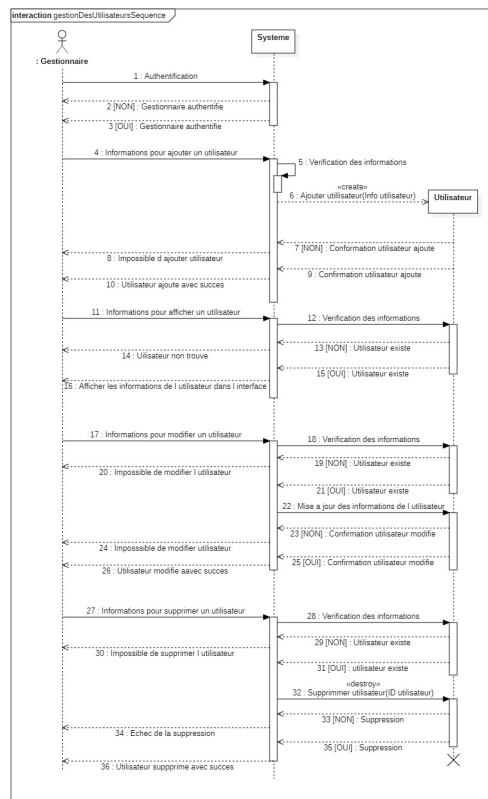 interaction gestionDesUtilisateursSequence
: Gestionnaire
Systeme
1 : Authentification
2 [NON] : Gestionnaire authentifie
3 [OUI] : Gestionnaire authentifie
4 : Informations pour ajouter un utilisateur
5 : Verification des informations
«create»
6 : Ajouter utillisateur(Info utilisateur)
Utilisateur
7 [NON] : Conformation utilisateur ajoute
8 : Impossible d ajouter utilisateur
9 : Confirmation utilisateur ajoute
10 : Utilisateur ajoute avec succes
11 : Informations pour afficher un utilisateur
12 : Verification des informations
13 [NON] : Utilisateur existe
14 : Uilisateur non trouve
15 [OUI] : Utilisateur existe
16 : Afficher les informations de l utilisateur dans l interface
17 : Informations pour modifier un utilisateur
18 : Verification des informations
19 [NON] : Utilisateur existe
20 : Impossible de modifier l utilisateur
21 [OUI] : Utilisateur existe
22 : Mise a jour des informations de l utilisateur
23 [NON] : Confirmation utilisateur modifie
24 : Imposssible de modifier utilisateur
25 [OUI] : Confirmation utilisateur modifie
26 : Utilisateur modifie aavec succes
27 : Informations pour supprimer un utilisateur
28 : Verification des informations
29 [NON] : Utilisateur existe
30 : Impossible de supprimer l utilisateur
31 [OUI] : utilisateur existe
«destroy»
32 : Supprimmer utilisateur(ID utilisateur)
33 [NON] : Suppression
34 : Echec de la suppression
35 [OUI] : Suppression
36 : Utilisateur suppprime avec succes